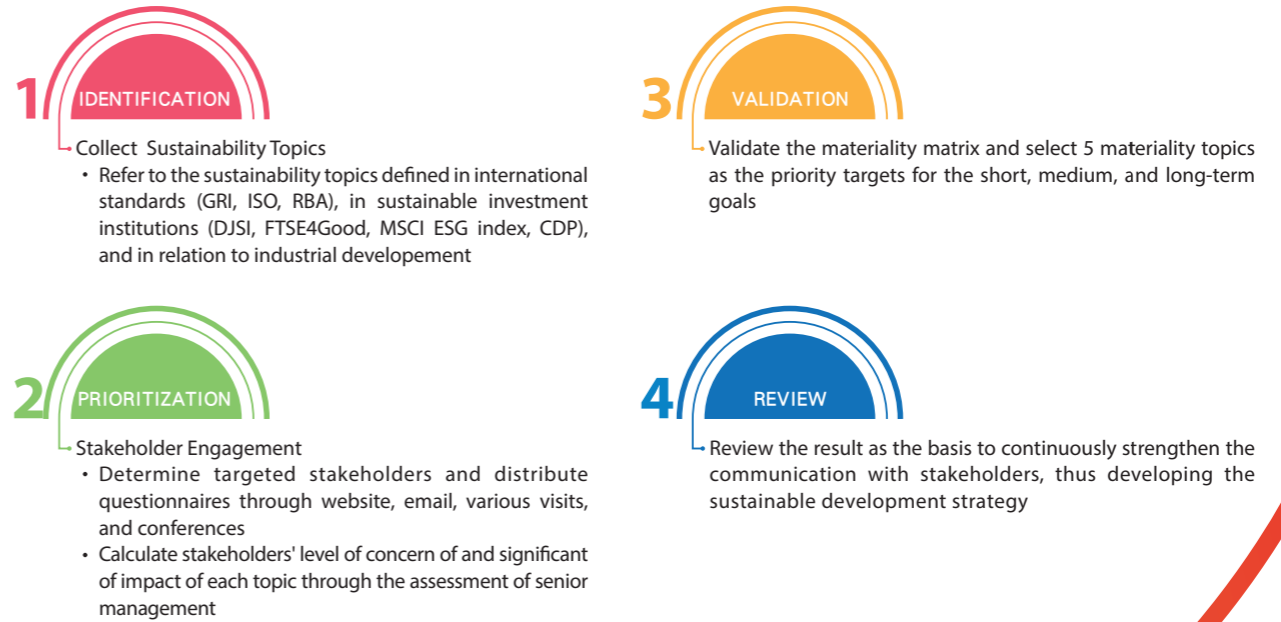 1
IDENTIFICATION
Collect Sustainability Topics
• Refer to the sustainability topics defined in international
standards (GRI, ISO, RBA), in sustainable investment
institutions (DJSI, FTSE4Good, MSCI ESG index, CDP),
and in relation to industrial developement
2
PRIORITIZATION
Stakeholder Engagement
• Determine targeted stakeholders and distribute
questionnaires through website, email, various visits,
and conferences
• Calculate stakeholders' level of concern of and significant
of impact of each topic through the assessment of senior
management
3
VALIDATION
Validate the materiality matrix and select 5 materiality topics
as the priority targets for the short, medium, and long-term
goals
4
REVIEW
Review the result as the basis to continuously strengthen the
communication with stakeholders, thus developing the
sustainable development strategy